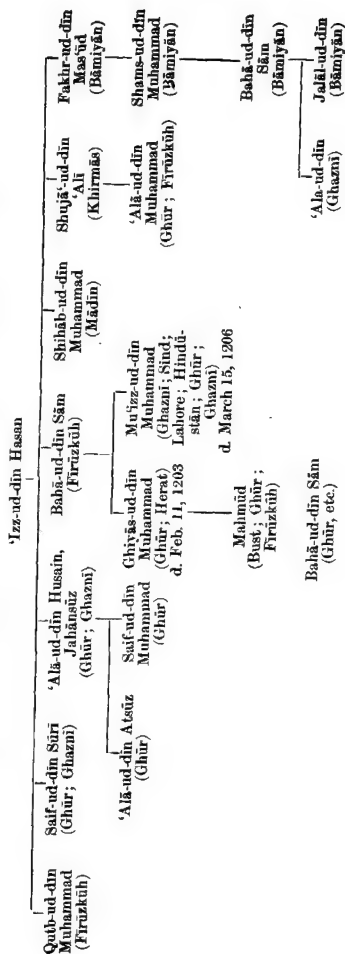 'Izz-ud-dīn Hasan
Qutb-ud-dīn
Muhammad
(Fīrūzkūh)
Saif-ud-dīn Sūrī
(Ghūr; Ghaznī)
'Alā-ud-dīn Husain,
Jahānsūz
(Ghūr; Ghaznī)
Bahā-ud-dīn Sām
(Fīrūzkūh)
Shihāb-ud-dīn
Muhammad
(Mādīn)
Shujā'-ud-dīn
'Alī
(Khirmās)
Fakhr-ud-dīn
Mas'ūd
(Bāmiyān)
'Alā-ud-dīn Atsūz
(Ghūr)
Saif-ud-dīn
Muhammad
(Ghūr)
Ghiyās-ud-dīn
Muhammad
(Ghūr; Herat)
d. Feb. 11, 1203
Mu'izz-ud-dīn
Muhammad
(Ghaznī; Sind;
Lahore; Hindū-
stān; Ghūr;
Ghaznī)
d. March 15, 1206
'Alā-ud-dīn
Muhammad
(Ghūr; Fīrūzkūh)
Shams-ud-dīn
Muhammad
(Bāmiyān)
Mahmūd
(Bust; Ghūr;
Fīrūzkūh)
Bahā-ud-dīn
Sām
(Bāmiyān)
Bahā-ud-dīn Sām
(Ghūr, etc.)
'Ala-ud-dīn
(Ghaznī)
Jalāl-ud-dīn
(Bāmiyān)